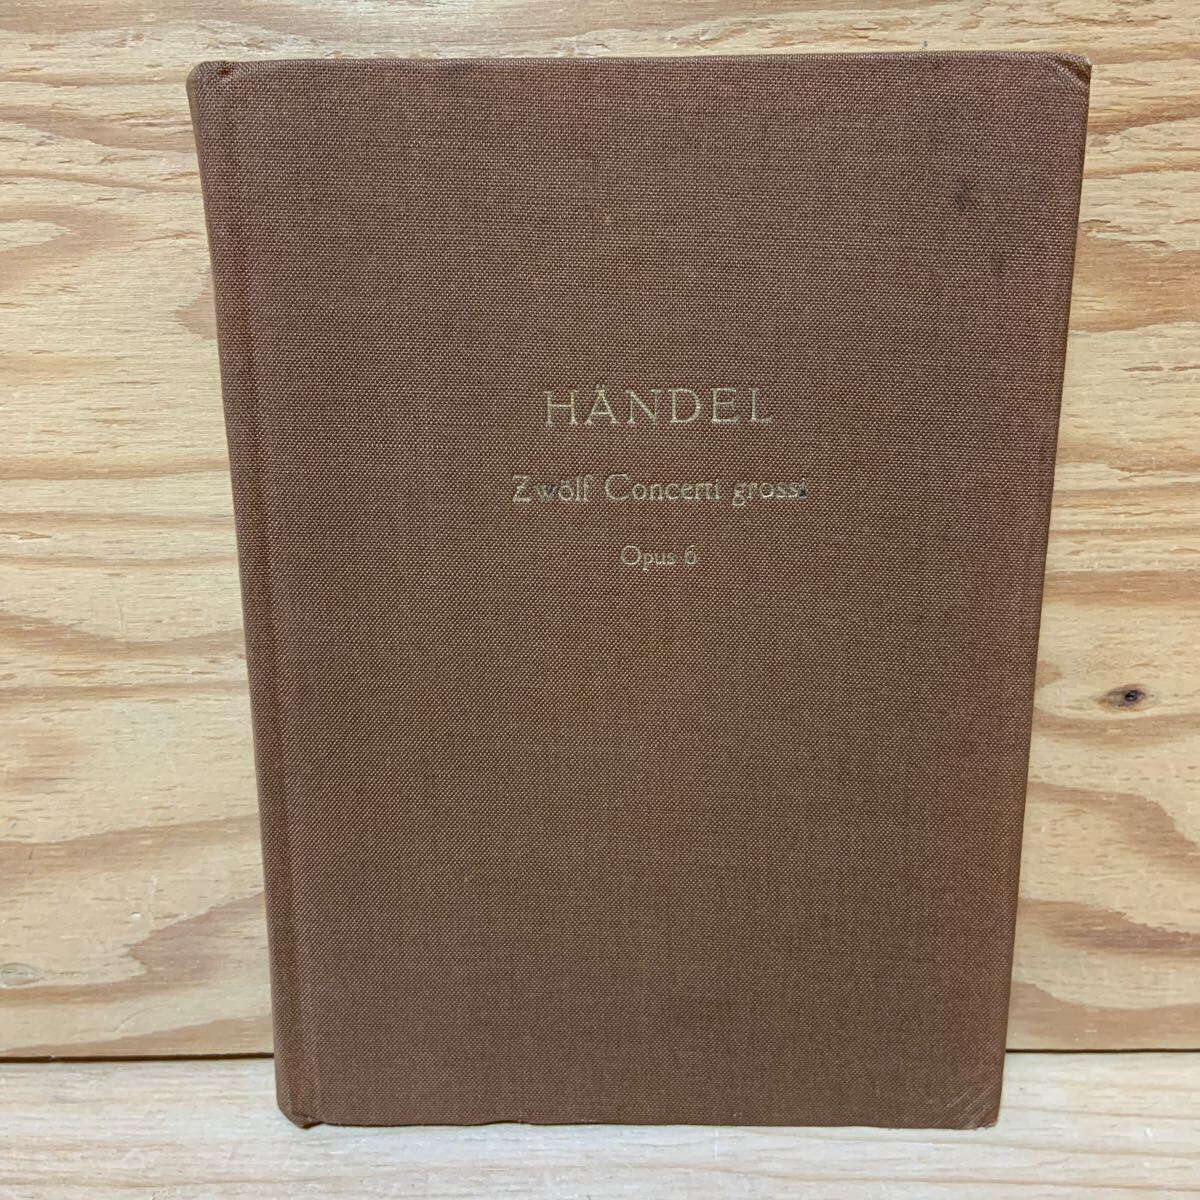 HÄNDEL
Zwölf Concerti grossi
Opus 6